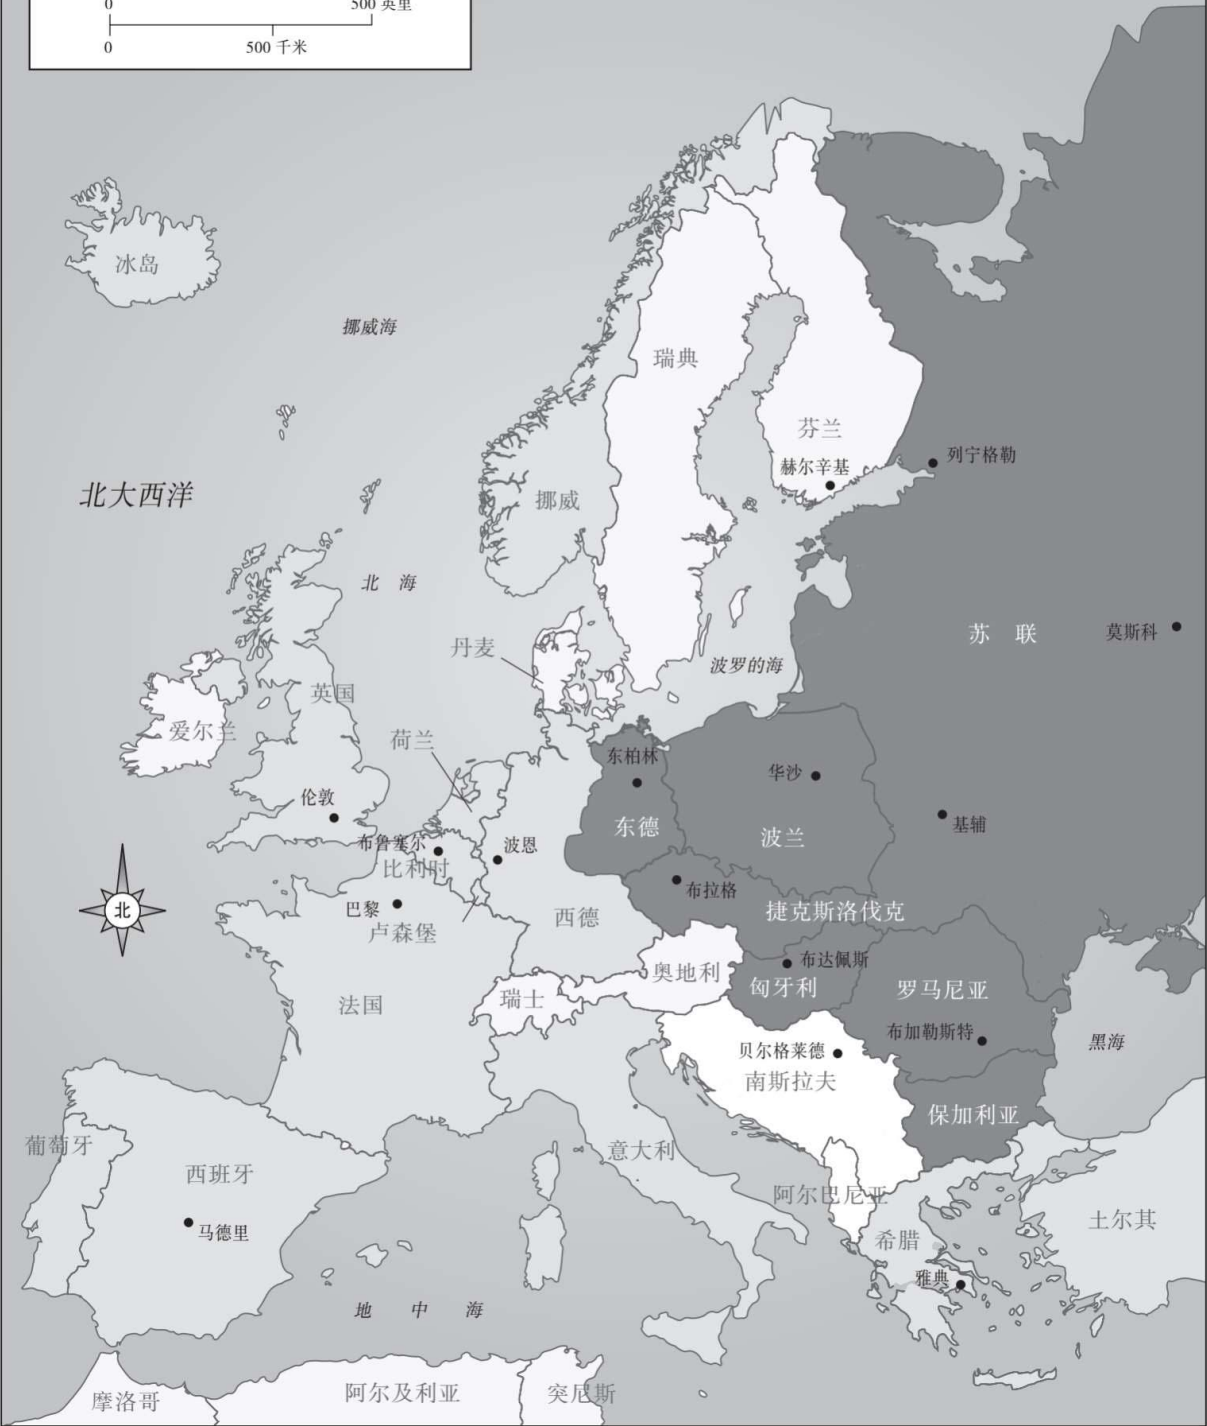 0
500 英里
0
500 千米
冰岛
挪威海
瑞典
芬兰
赫尔辛基
列宁格勒
北大西洋
挪威
北 海
苏 联
莫斯科
丹麦
波罗的海
英国
爱尔兰
荷兰
东柏林
华沙
伦敦
东德
波兰
基辅
布鲁塞尔
波恩
比利时
布拉格
北
巴黎
卢森堡
西德
捷克斯洛伐克
奥地利
布达佩斯
匈牙利
罗马尼亚
法国
瑞士
布加勒斯特
黑海
贝尔格莱德
南斯拉夫
保加利亚
葡萄牙
西班牙
意大利
阿尔巴尼亚
马德里
希腊
土尔其
雅典
地 中 海
摩洛哥
阿尔及利亚
突尼斯